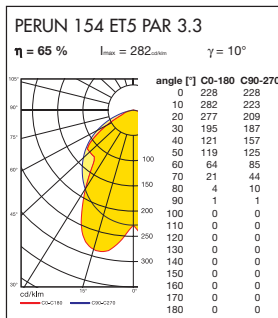 PERUN 154 ET5 PAR 3.3
η = 65 % Imax = 282cd/klm γ = 10°
angle [°] C0-180 C90-270
0 228 228
10 282 223
20 277 209
30 195 187
40 121 157
50 119 125
60 64 85
70 21 44
80 4 10
90 1 1
100 0 0
110 0 0
120 0 0
130 0 0
140 0 0
150 0 0
160 0 0
170 0 0
180 0 0
105°
90°
75°
60°
45°
30°
15°
0°
100
150
200
250
300
cd/klm
C0-C180 C90-C270